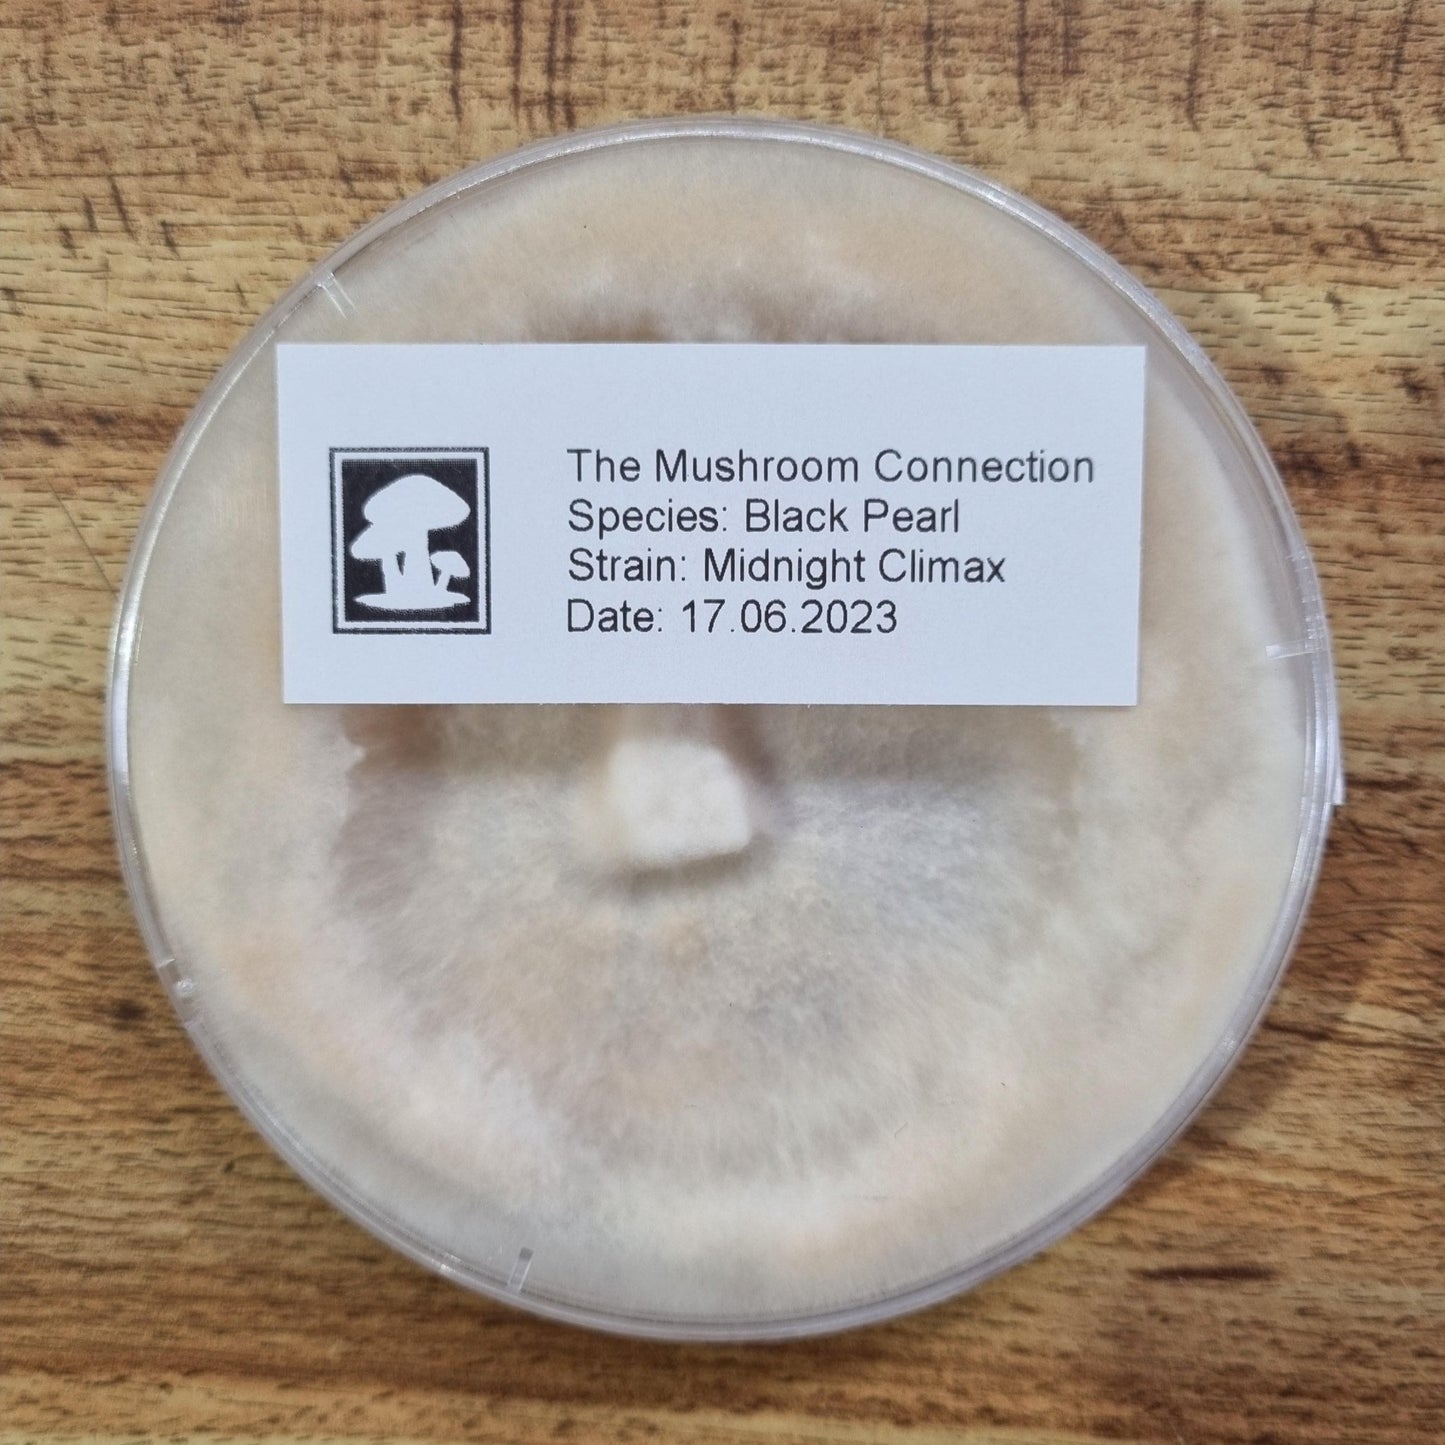 The Mushroom Connection
Species: Black Pearl
Strain: Midnight Climax
Date: 17.06.2023